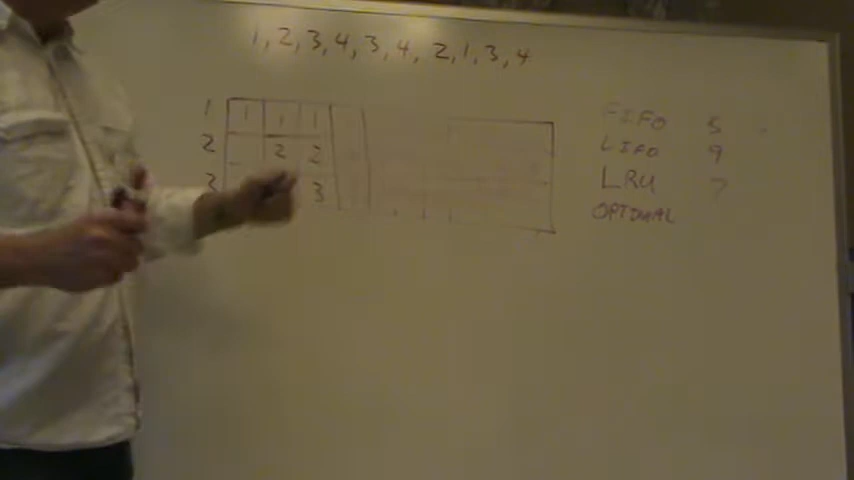 1, 2, 3, 4, 3, 4, 2, 1, 3, 4
1 1 1 1
2 2 2
3 3
FIFO
LIFO 9
LRU 7
OPTIMAL